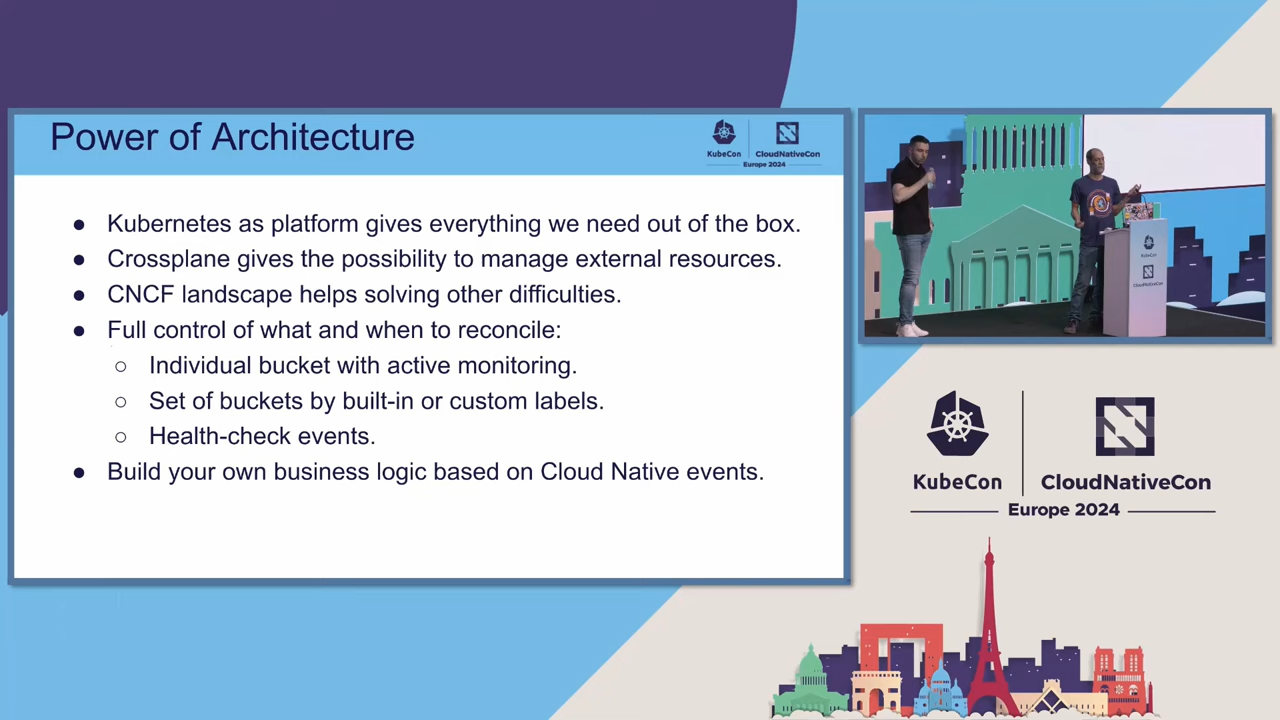 Power of Architecture
KubeCon
CloudNativeCon
Europe 2024
● Kubernetes as platform gives everything we need out of the box.
● Crossplane gives the possibility to manage external resources.
● CNCF landscape helps solving other difficulties.
● Full control of what and when to reconcile:
○ Individual bucket with active monitoring.
○ Set of buckets by built-in or custom labels.
○ Health-check events.
● Build your own business logic based on Cloud Native events.
KubeCon
CloudNativeCon
KubeCon
CloudNativeCon
Europe 2024